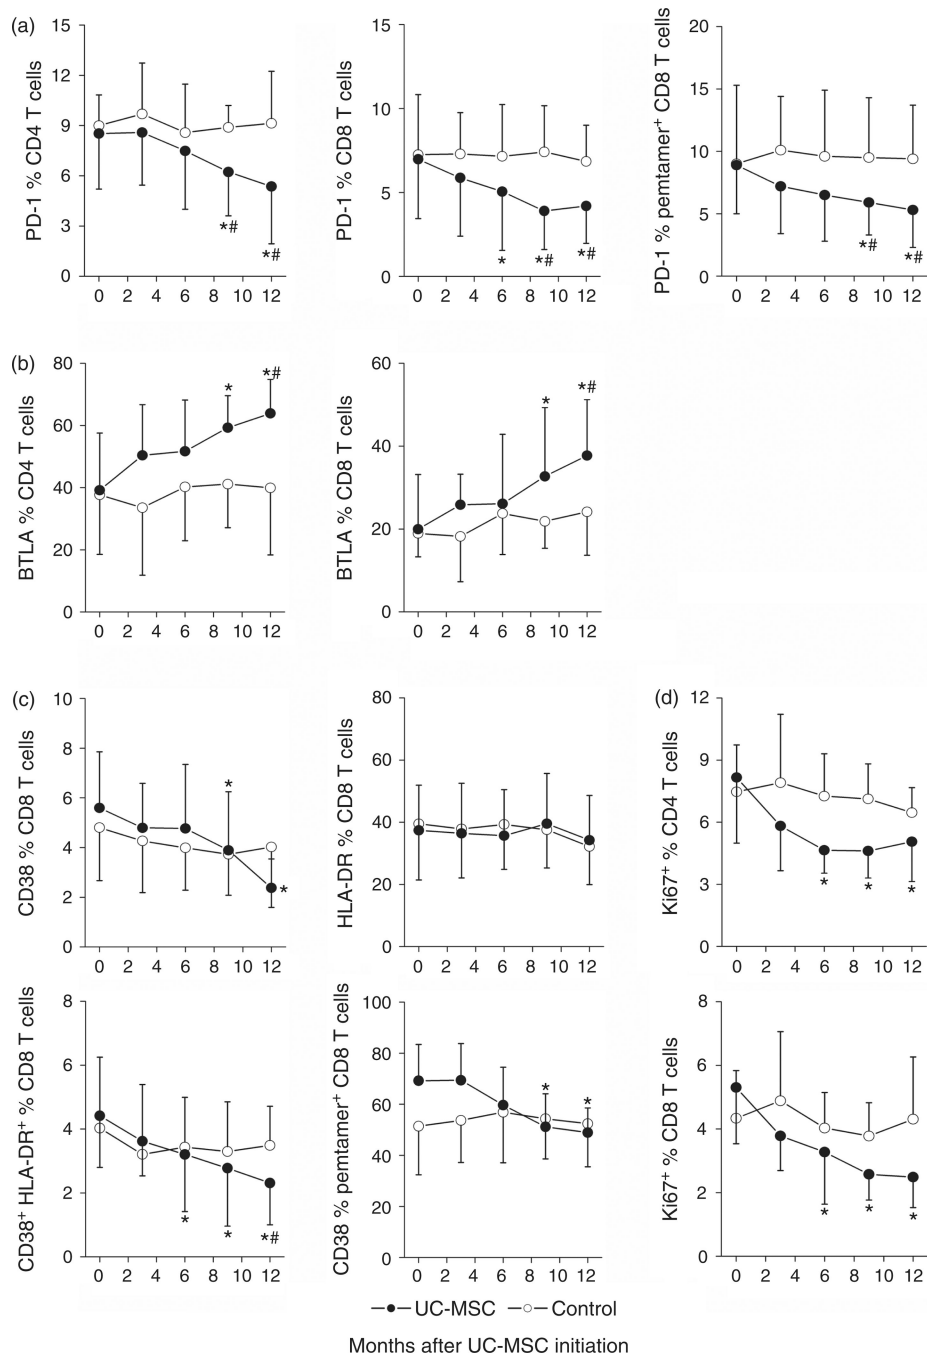 (a)
PD-1 % CD4 T cells
15
12
9
6
3
0
0 2 4 6 8 10 12
*#
*#
PD-1 % CD8 T cells
15
10
5
0
0 2 4 6 8 10 12
*
*#
*#
PD-1 % pemtamer+ CD8 T cells
20
15
10
5
0
0 2 4 6 8 10 12
*#
*#
(b)
BTLA % CD4 T cells
80
60
40
20
0
0 2 4 6 8 10 12
*
*#
BTLA % CD8 T cells
60
40
20
0
0 2 4 6 8 10 12
*
*#
(c)
CD38 % CD8 T cells
10
8
6
4
2
0
0 2 4 6 8 10 12
*
*
HLA-DR % CD8 T cells
80
60
40
20
0
0 2 4 6 8 10 12
(d)
Ki67+ % CD4 T cells
12
9
6
3
0
0 2 4 6 8 10 12
*
*
*
CD38+ HLA-DR+ % CD8 T cells
8
6
4
2
0
0 2 4 6 8 10 12
*
*
*#
CD38 % pemtamer+ CD8 T cells
100
80
60
40
20
0
0 2 4 6 8 10 12
*
*
Ki67+ % CD8 T cells
8
6
4
2
0
0 2 4 6 8 10 12
*
*
*
UC-MSC Control
Months after UC-MSC initiation